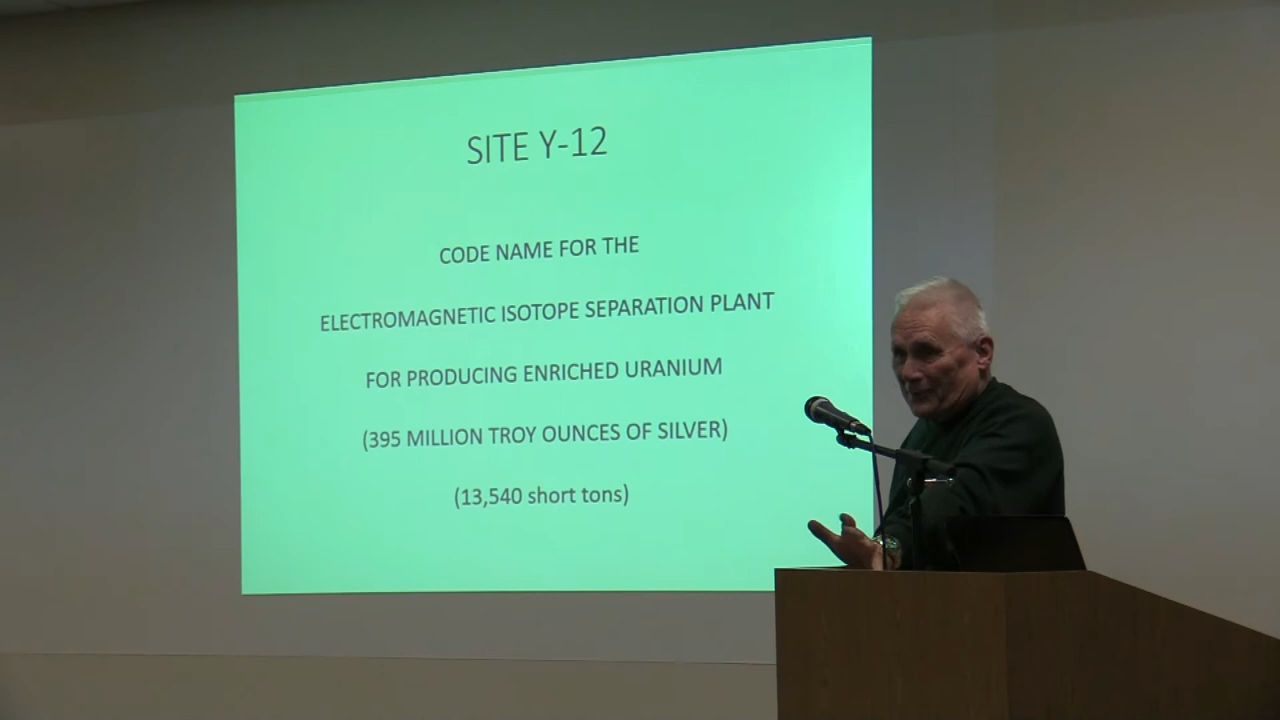 SITE Y-12
CODE NAME FOR THE
ELECTROMAGNETIC ISOTOPE SEPARATION PLANT
FOR PRODUCING ENRICHED URANIUM
(395 MILLION TROY OUNCES OF SILVER)
(13,540 short tons)